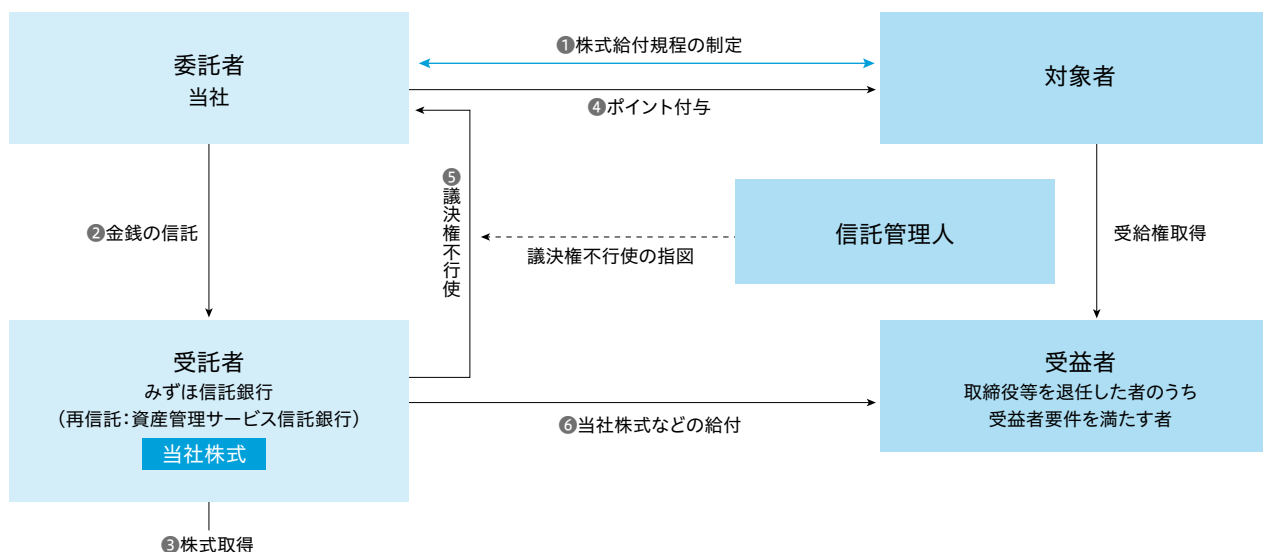 委託者
当社
❶株式給付規程の制定
❹ポイント付与
対象者
❷金銭の信託
❺議決権不行使
議決権不行使の指図
信託管理人
受給権取得
受託者
みずほ信託銀行
(再信託:資産管理サービス信託銀行)
当社株式
❻当社株式などの給付
受益者
取締役等を退任した者のうち
受益者要件を満たす者
❸株式取得